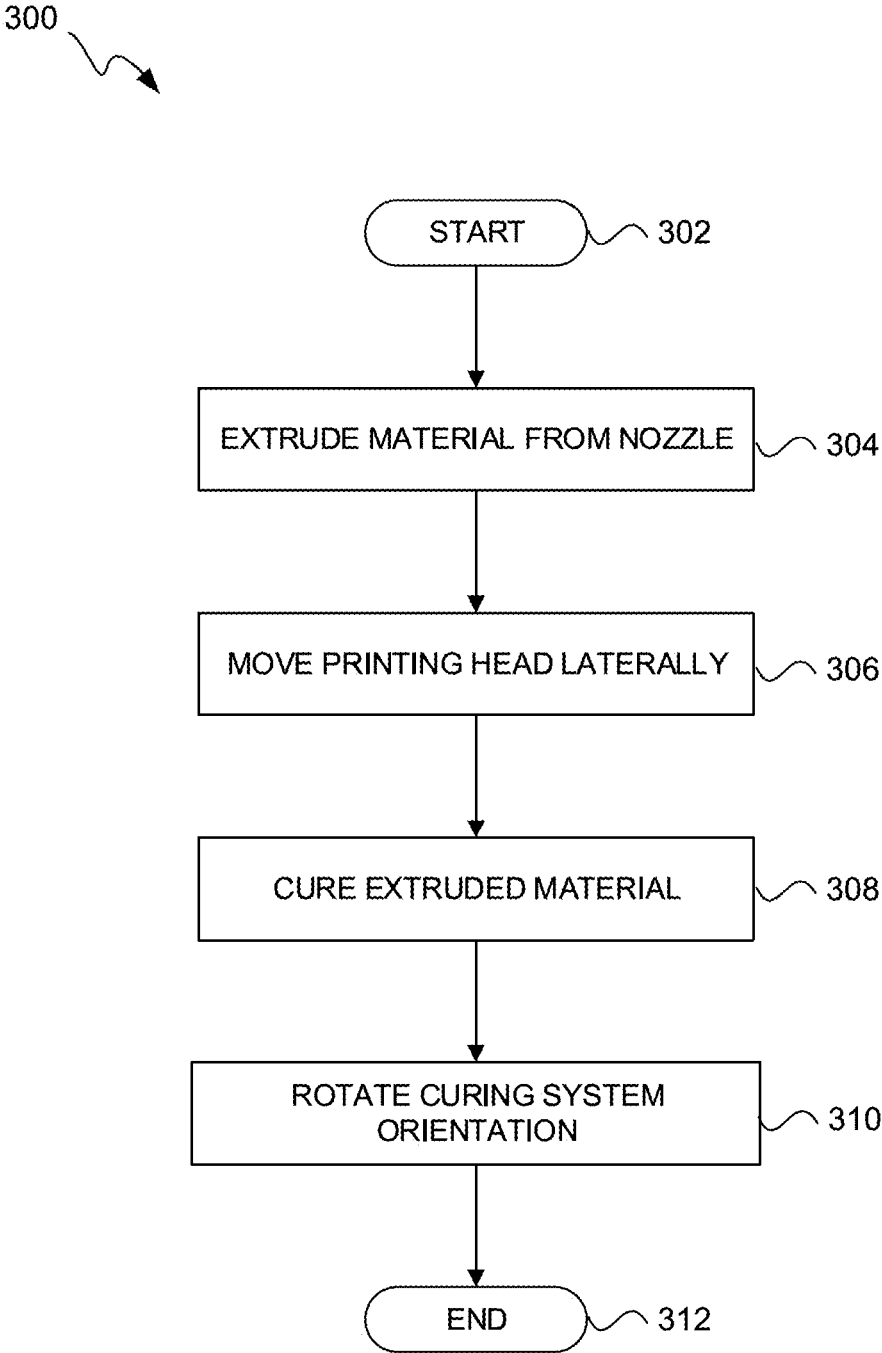 300
START
302
EXTRUDE MATERIAL FROM NOZZLE
304
MOVE PRINTING HEAD LATERALLY
306
CURE EXTRUDED MATERIAL
308
ROTATE CURING SYSTEM
ORIENTATION
310
END
312